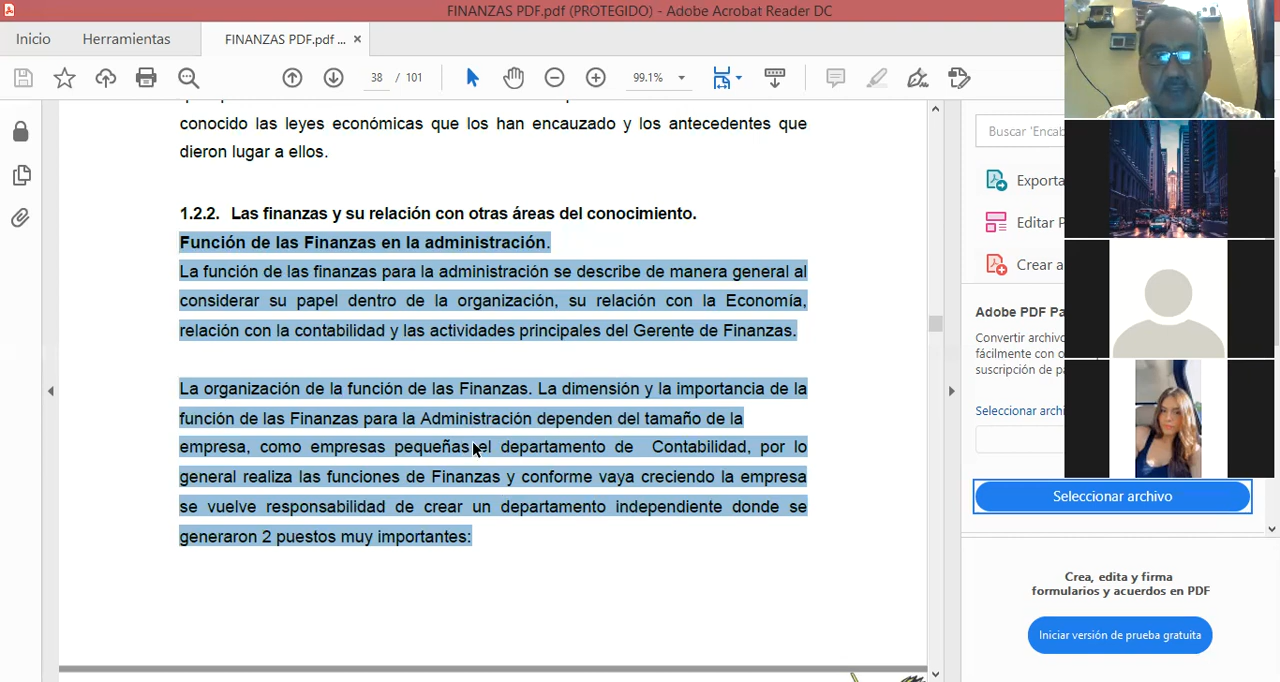 FINANZAS PDF.pdf (PROTEGIDO) - Adobe Acrobat Reader DC
Inicio
Herramientas
FINANZAS PDF.pdf ... ×
38 / 101
99.1%
conocido las leyes económicas que los han encauzado y los antecedentes que
dieron lugar a ellos.
1.2.2. Las finanzas y su relación con otras áreas del conocimiento.
Función de las Finanzas en la administración.
La función de las finanzas para la administración se describe de manera general al
considerar su papel dentro de la organización, su relación con la Economía,
relación con la contabilidad y las actividades principales del Gerente de Finanzas.
La organización de la función de las Finanzas. La dimensión y la importancia de la
función de las Finanzas para la Administración dependen del tamaño de la
empresa, como empresas pequeñas el departamento de Contabilidad, por lo
general realiza las funciones de Finanzas y conforme vaya creciendo la empresa
se vuelve responsabilidad de crear un departamento independiente donde se
generaron 2 puestos muy importantes:
Buscar 'Encab
Exporta
Editar P
Crear a
Adobe PDF Pa
Convertir archivo
fácilmente con o
suscripción de pa
Seleccionar archi
Seleccionar archivo
Crea, edita y firma
formularios y acuerdos en PDF
Iniciar versión de prueba gratuita